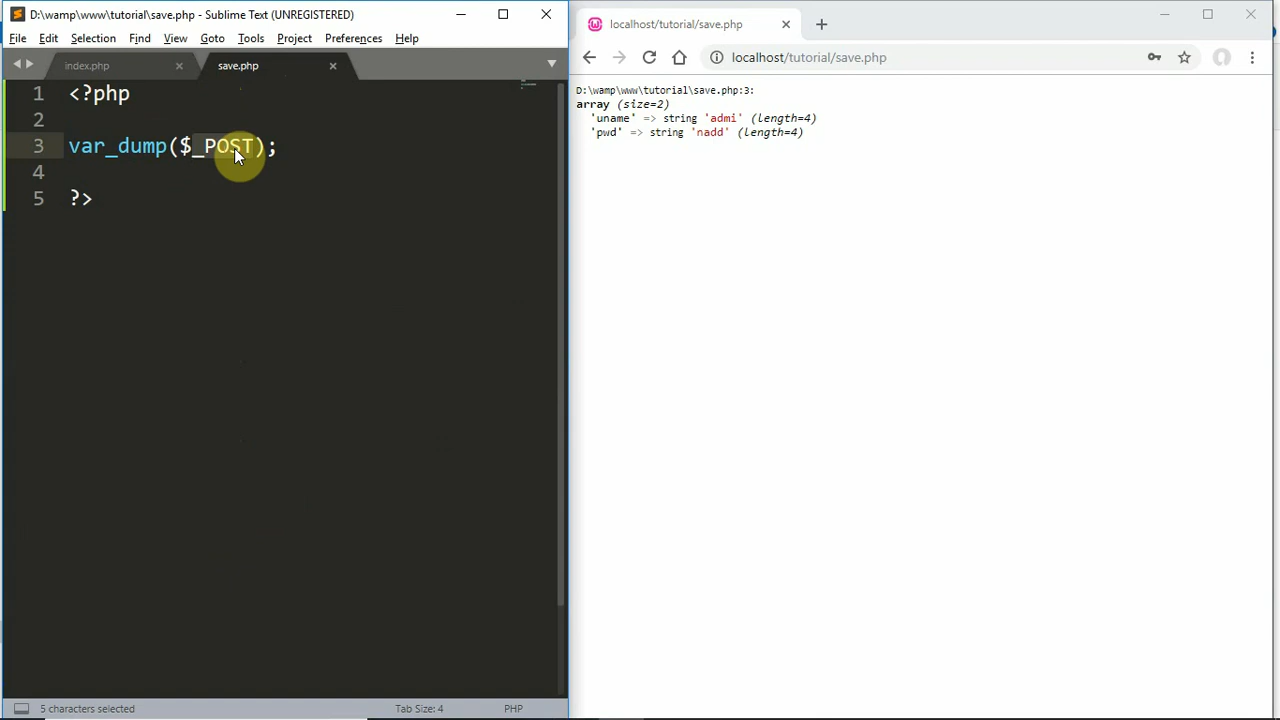 D:\wamp\www\tutorial\save.php - Sublime Text (UNREGISTERED)
File Edit Selection Find View Goto Tools Project Preferences Help
index.php save.php
1 <?php
2
3 var_dump($_POST);
4
5 ?>
5 characters selected Tab Size: 4 PHP
localhost/tutorial/save.php
localhost/tutorial/save.php
D:\wamp\www\tutorial\save.php:3:
array (size=2)
'uname' => string 'admi' (length=4)
'pwd' => string 'nadd' (length=4)